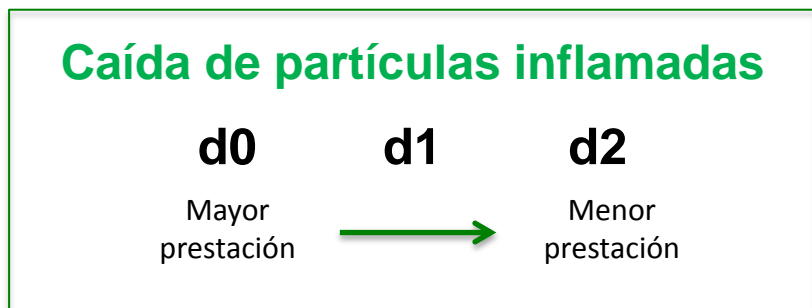 Caída de partículas inflamadas
d0 d1 d2
Mayor Menor
prestación prestación